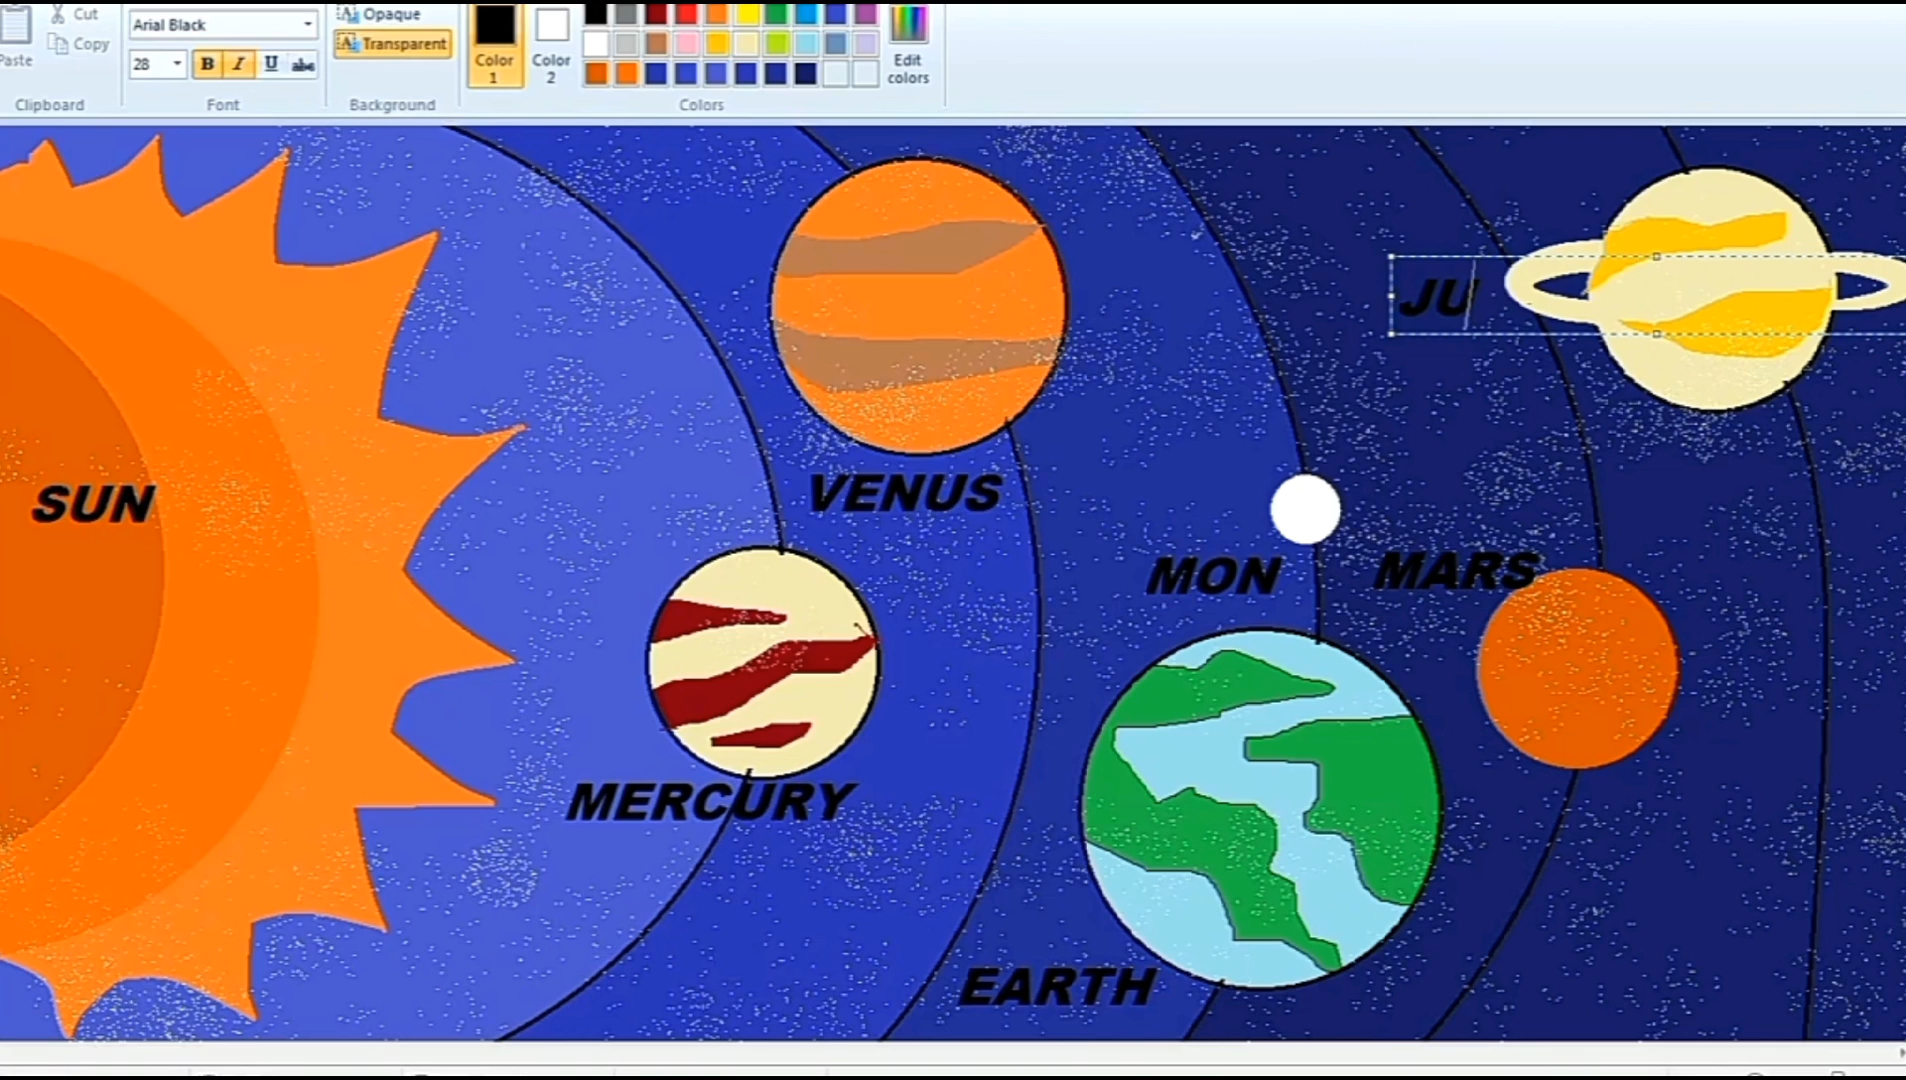 Cut
Copy
Paste
Clipboard
Arial Black
28
B I U abc
Font
Opaque
Transparent
Background
Color 1
Color 2
Edit colors
Colors
SUN
VENUS
MERCURY
MON
MARS
JU
EARTH